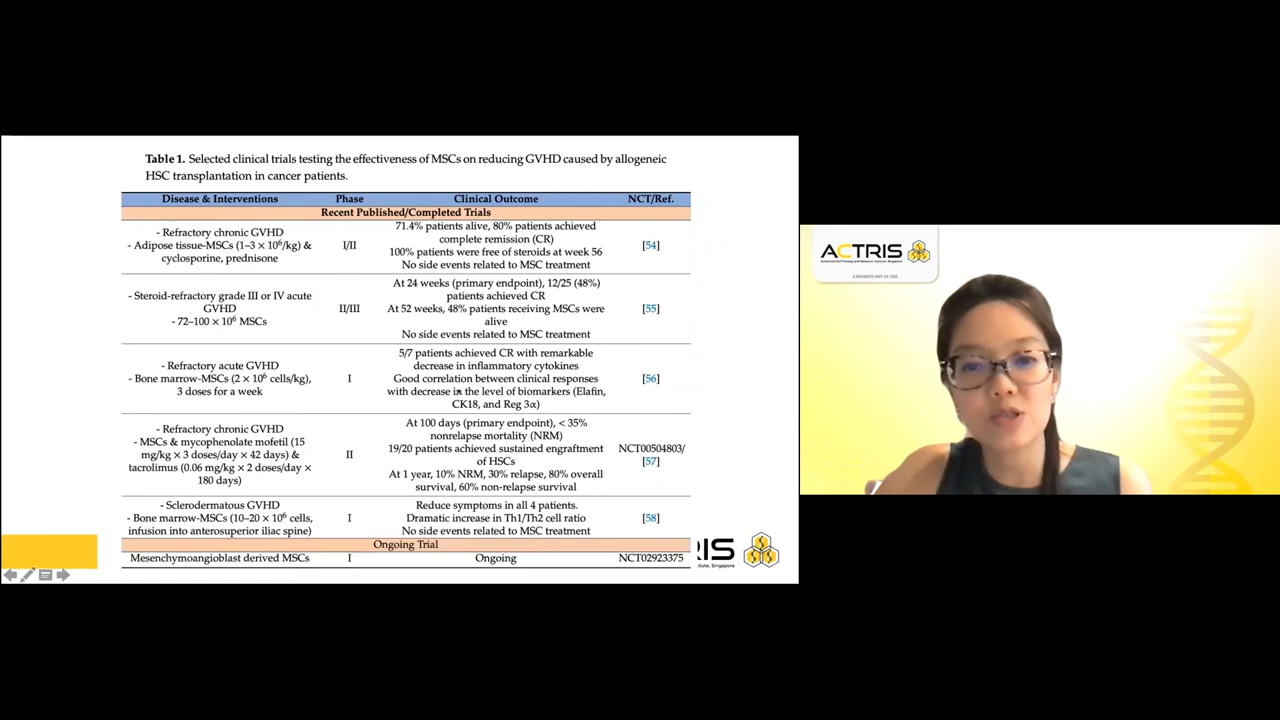 Table 1. Selected clinical trials testing the effectiveness of MSCs on reducing GVHD caused by allogeneic
HSC transplantation in cancer patients.
Disease & Interventions Phase Clinical Outcome NCT/Ref.
Recent Published/Completed Trials
- Refractory chronic GVHD
- Adipose tissue-MSCs (1–3 × 10⁶/kg) &
cyclosporine, prednisone
I/II
71.4% patients alive, 80% patients achieved
complete remission (CR)
100% patients were free of steroids at week 56
No side events related to MSC treatment
[54]
- Steroid-refractory grade III or IV acute
GVHD
- 72–100 × 10⁶ MSCs
II/III
At 24 weeks (primary endpoint), 12/25 (48%)
patients achieved CR
At 52 weeks, 48% patients receiving MSCs were
alive
No side events related to MSC treatment
[55]
- Refractory acute GVHD
- Bone marrow-MSCs (2 × 10⁶ cells/kg),
3 doses for a week
I
5/7 patients achieved CR with remarkable
decrease in inflammatory cytokines
Good correlation between clinical responses
with decrease in the level of biomarkers (Elafin,
CK18, and Reg 3α)
[56]
- Refractory chronic GVHD
- MSCs & mycophenolate mofetil (15
mg/kg × 3 doses/day × 42 days) &
tacrolimus (0.06 mg/kg × 2 doses/day ×
180 days)
II
At 100 days (primary endpoint), < 35%
nonrelapse mortality (NRM)
19/20 patients achieved sustained engraftment
of HSCs
At 1 year, 10% NRM, 30% relapse, 80% overall
survival, 60% non-relapse survival
NCT00504803/
[57]
- Sclerodermatous GVHD
- Bone marrow-MSCs (10–20 × 10⁶ cells,
infusion into anterosuperior iliac spine)
I
Reduce symptoms in all 4 patients.
Dramatic increase in Th1/Th2 cell ratio
No side events related to MSC treatment
[58]
Ongoing Trial
Mesenchymoangioblast derived MSCs I Ongoing NCT02923375
RIS
itute, Singapore
ACTRIS
Advanced Cell Therapy and Research Institute, Singapore